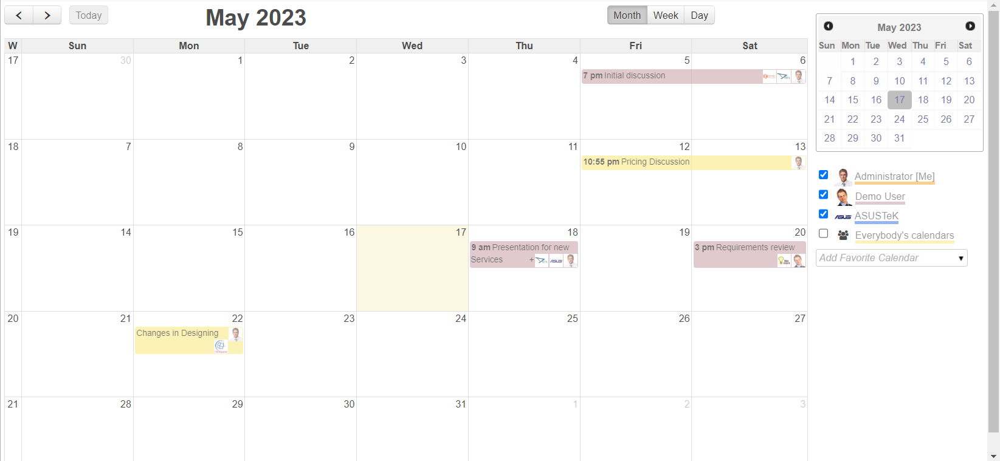 Today
May 2023
Month Week Day
W Sun Mon Tue Wed Thu Fri Sat
17 30 1 2 3 4 5 6
7 pm Initial discussion
18 7 8 9 10 11 12 13
10:55 pm Pricing Discussion
19 14 15 16 17 18 19 20
9 am Presentation for new
Services +
ASUS
3 pm Requirements review
20 21 22 23 24 25 26 27
Changes in Designing
21 28 29 30 31 1 2 3
May 2023
Sun Mon Tue Wed Thu Fri Sat
1 2 3 4 5 6
7 8 9 10 11 12 13
14 15 16 17 18 19 20
21 22 23 24 25 26 27
28 29 30 31
Administrator [Me]
Demo User
ASUS ASUSTeK
Everybody's calendars
Add Favorite Calendar